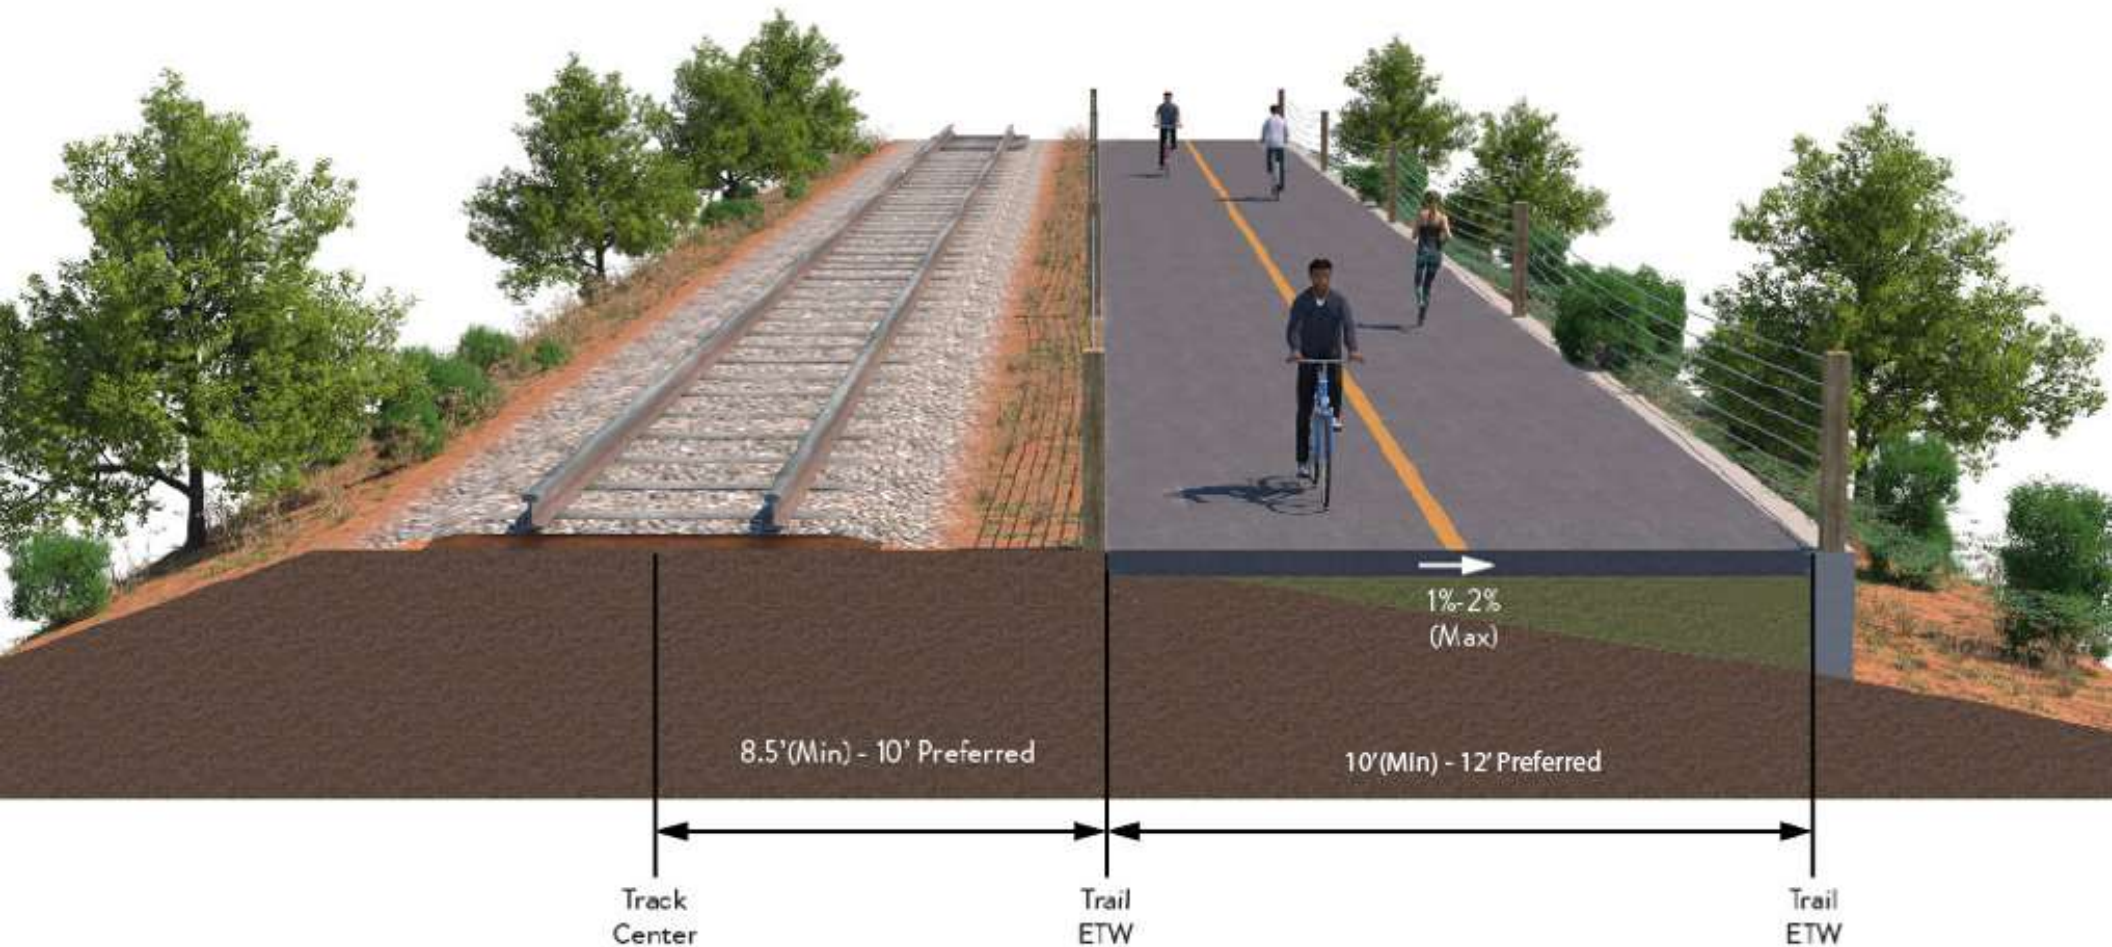 1%-2%
(Max)
8.5'(Min) - 10' Preferred
10'(Min) - 12' Preferred
Track
Center
Trail
ETW
Trail
ETW